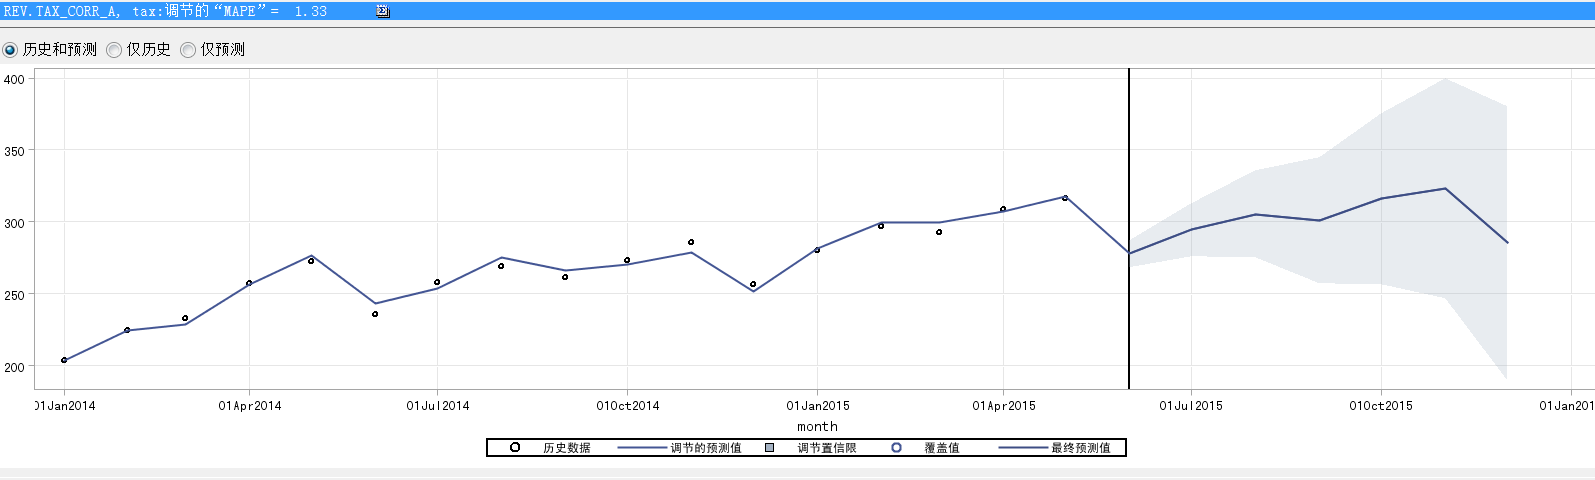 REV.TAX_CORR_A, tax:调节的“MAPE”= 1.33
历史和预测 仅历史 仅预测
400
350
300
250
200
01Jan2014 01Apr2014 01Jul2014 01Oct2014 01Jan2015 01Apr2015 01Jul2015 01Oct2015 01Jan201
month
历史数据 调节的预测值 调节置信限 覆盖值 最终预测值